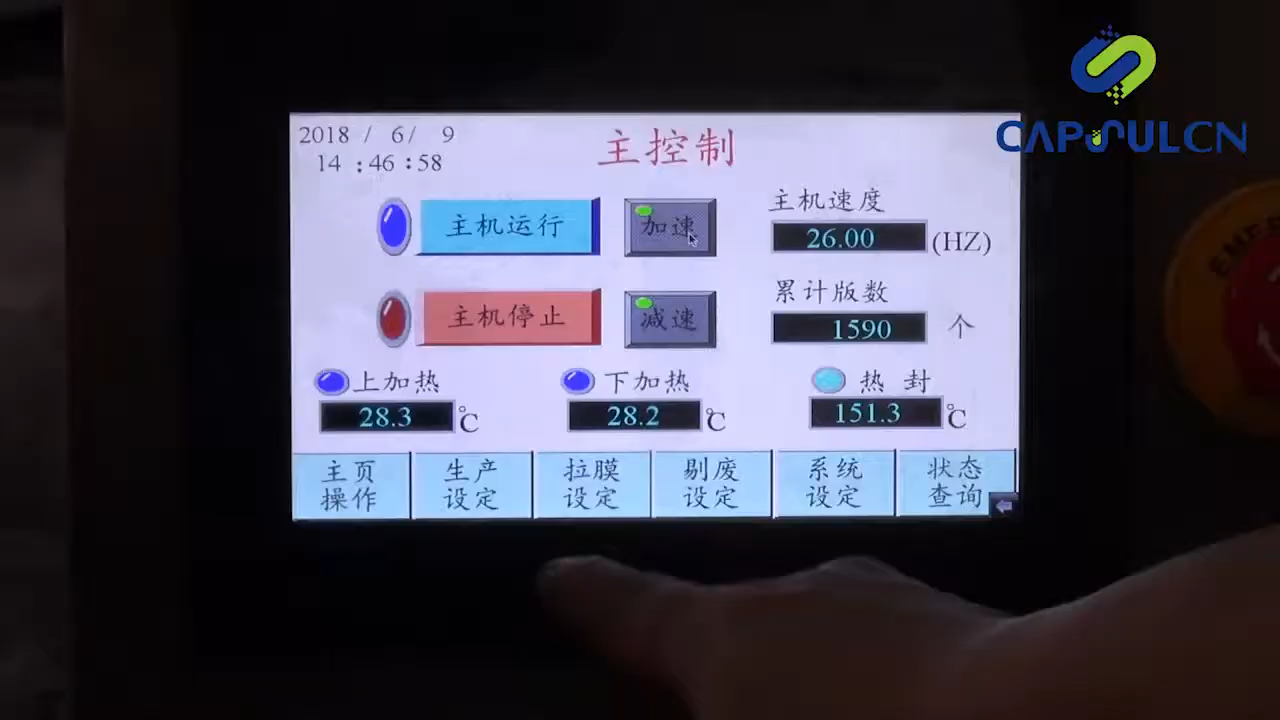 CAPSULCN
2018 / 6/ 9
14 :46:58
主控制
主机运行
加速
主机速度
26.00 (HZ)
主机停止
减速
累计版数
1590 个
上加热
28.3 ℃
下加热
28.2 ℃
热 封
151.3 ℃
主页
操作
生产
设定
拉膜
设定
剔废
设定
系统
设定
状态
查询